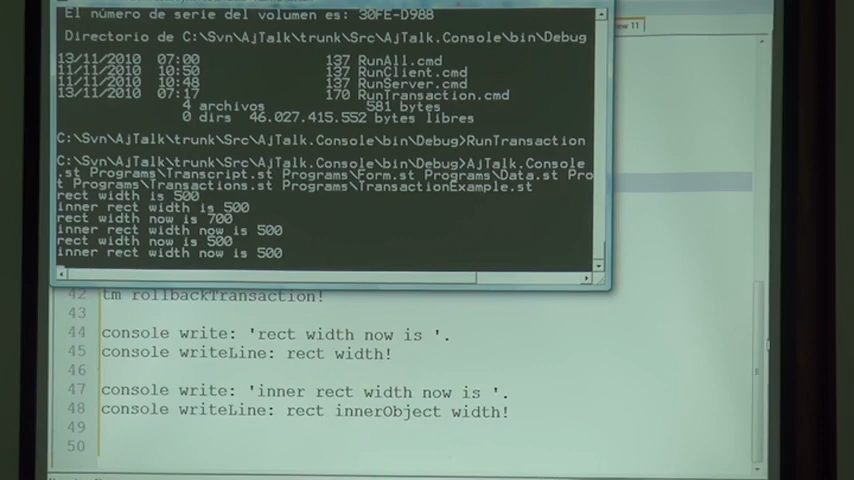 El número de serie del volumen es: 30FE-D988
Directorio de C:\Svn\AjTalk\trunk\Src\AjTalk.Console\bin\Debug
13/11/2010 07:00 137 RunAll.cmd
11/11/2010 10:50 137 RunClient.cmd
11/11/2010 10:48 137 RunServer.cmd
13/11/2010 07:17 170 RunTransaction.cmd
4 archivos 581 bytes
0 dirs 46.027.415.552 bytes libres
C:\Svn\AjTalk\trunk\Src\AjTalk.Console\bin\Debug>RunTransaction
C:\Svn\AjTalk\trunk\Src\AjTalk.Console\bin\Debug>AjTalk.Console
.st Programs\Transcript.st Programs\Form.st Programs\Data.st Pro
t Programs\Transactions.st Programs\TransactionExample.st
rect width is 500
inner rect width is 500
rect width now is 700
inner rect width now is 500
rect width now is 500
inner rect width now is 500
ew 11
42 tm rollbackTransaction!
43
44 console write: 'rect width now is '.
45 console writeLine: rect width!
46
47 console write: 'inner rect width now is '.
48 console writeLine: rect innerObject width!
49
50